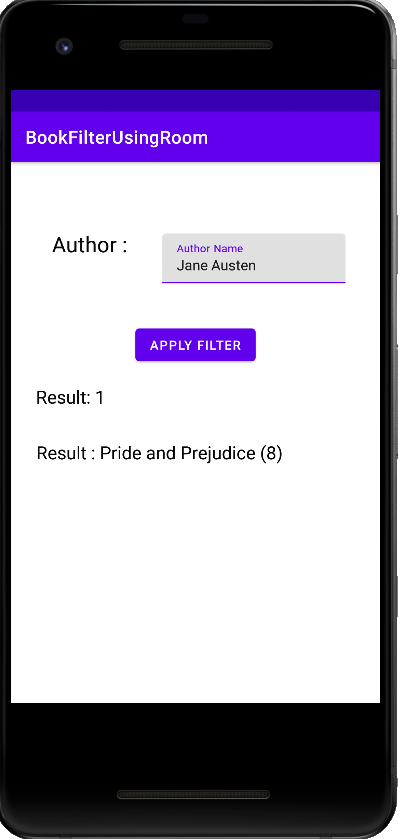 BookFilterUsingRoom
Author :
Author Name
Jane Austen
APPLY FILTER
Result: 1
Result : Pride and Prejudice (8)